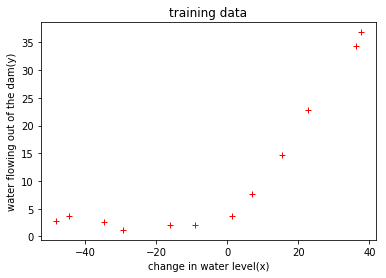 training data
water flowing out of the dam(y)
35
30
25
20
15
10
5
0
−40 −20 0 20 40
change in water level(x)